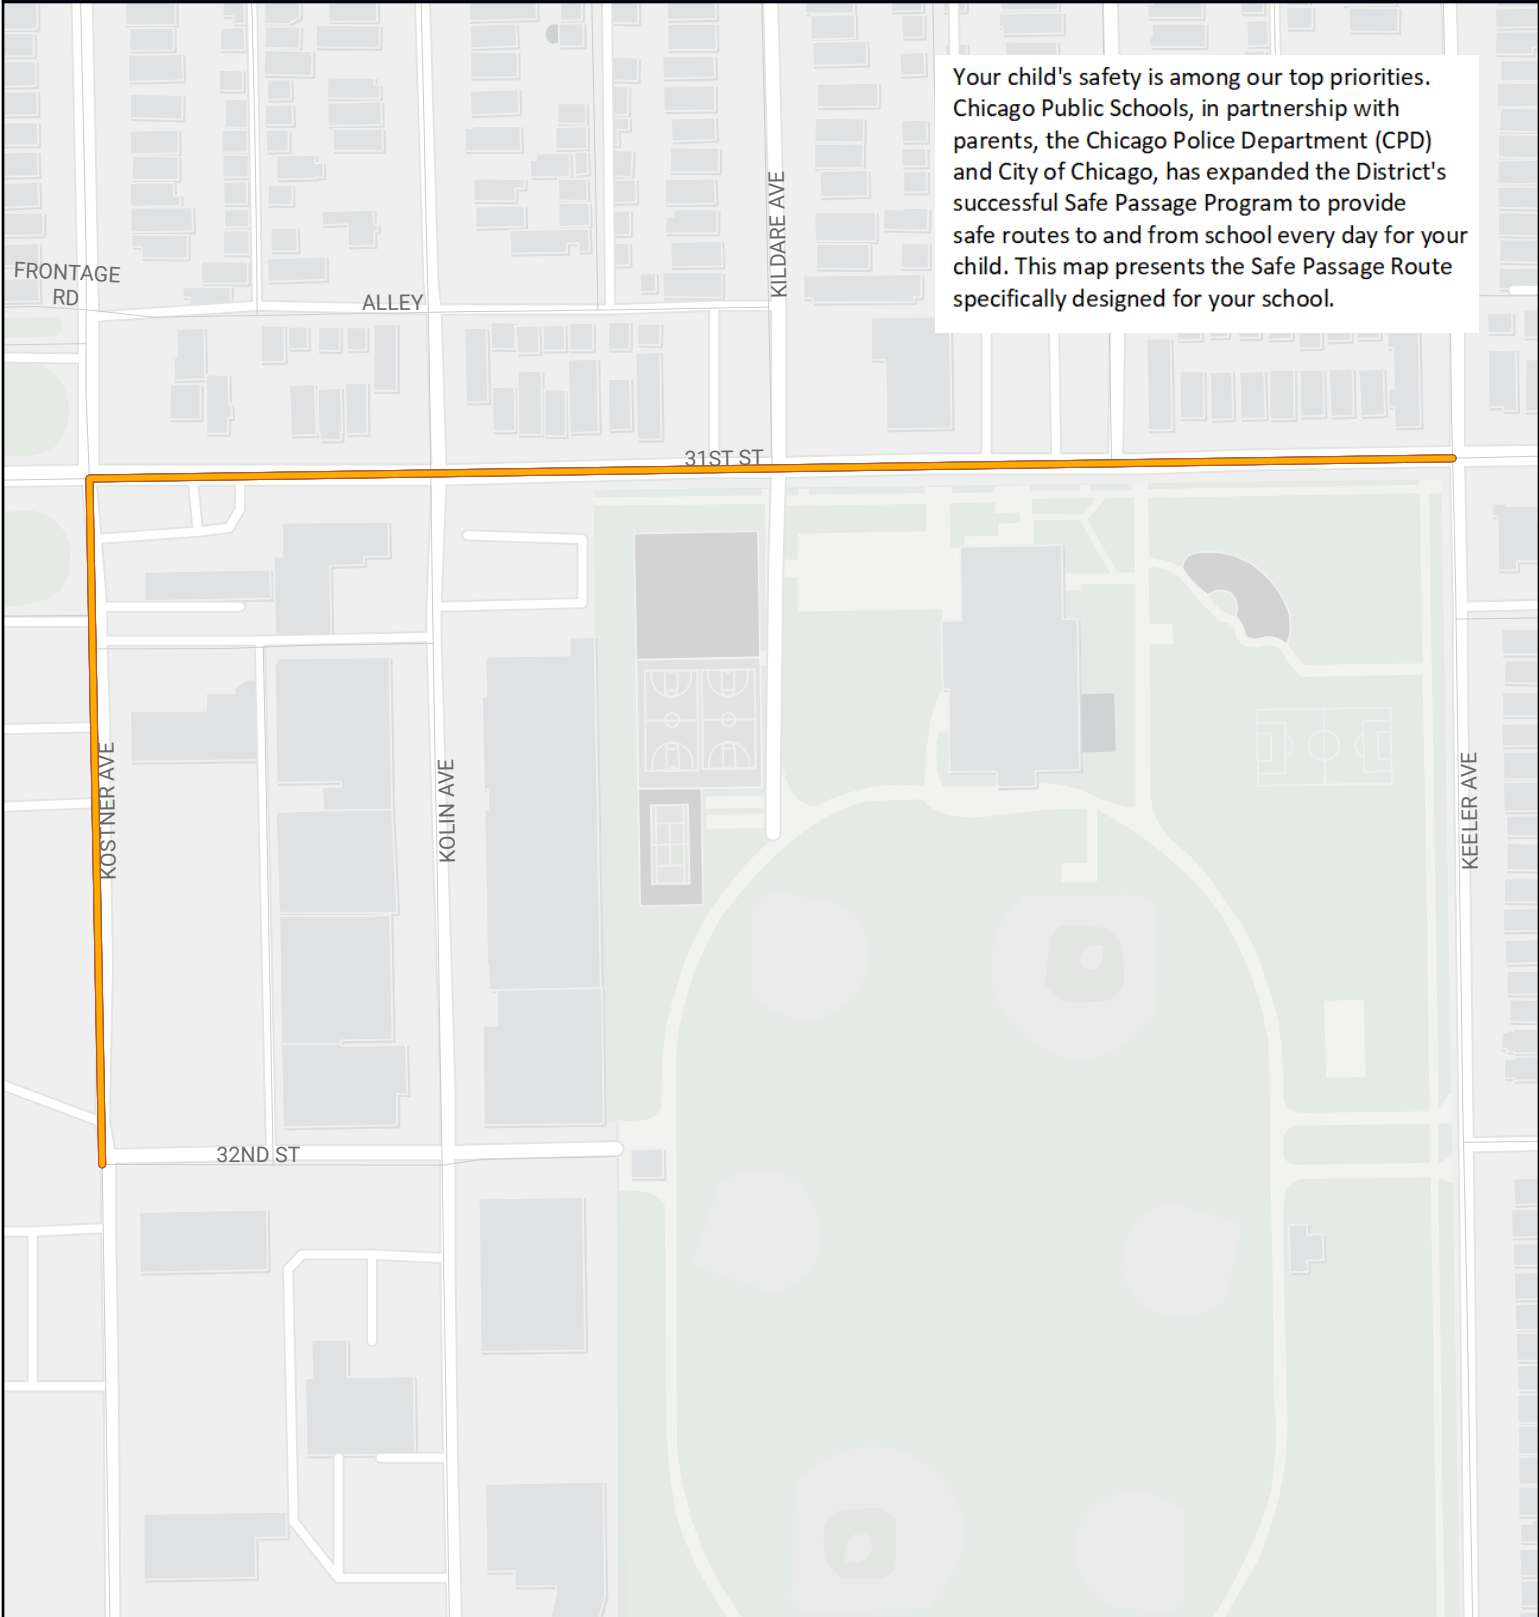 Your child's safety is among our top priorities.
Chicago Public Schools, in partnership with
parents, the Chicago Police Department (CPD)
and City of Chicago, has expanded the District's
successful Safe Passage Program to provide
safe routes to and from school every day for your
child. This map presents the Safe Passage Route
specifically designed for your school.
KILDARE AVE
FRONTAGE
RD
ALLEY
31ST ST
KOSTNER AVE
KOLIN AVE
KEELER AVE
32ND ST